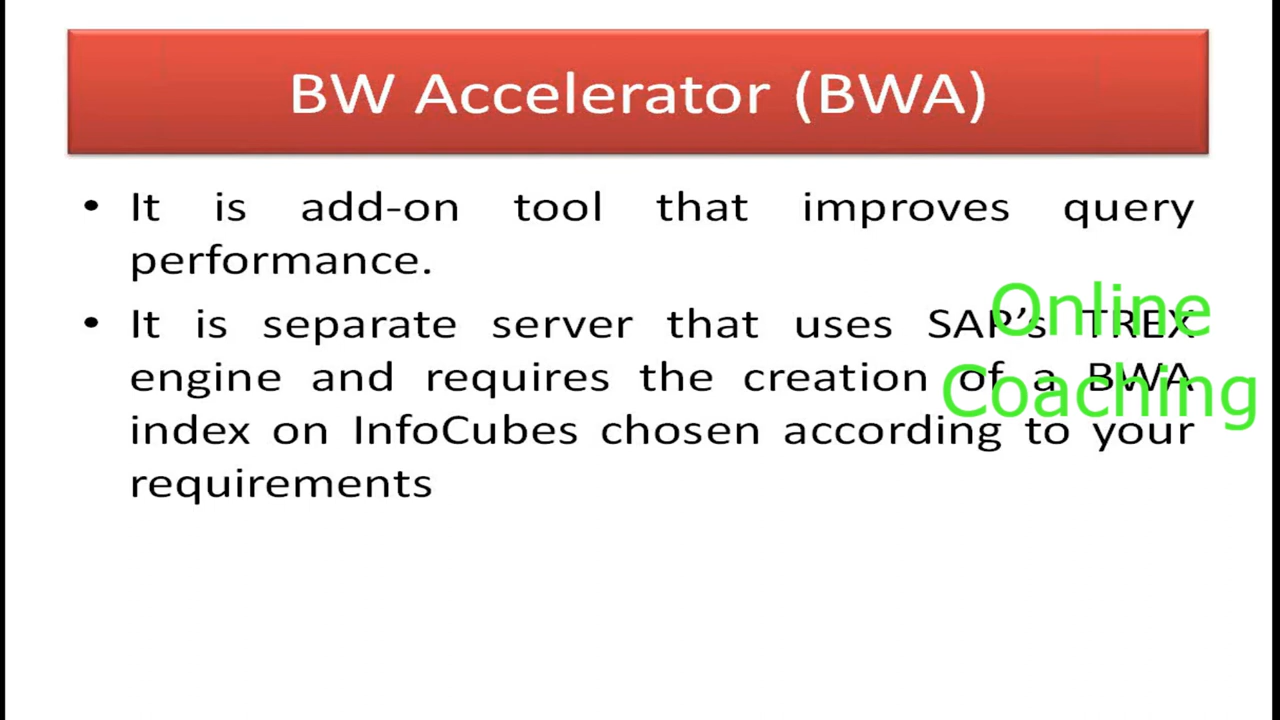 BW Accelerator (BWA)
• It is add-on tool that improves query
performance.
• It is separate server that uses SAP’s TREX
engine and requires the creation of a BWA
index on InfoCubes chosen according to your
requirements
Online
Coaching